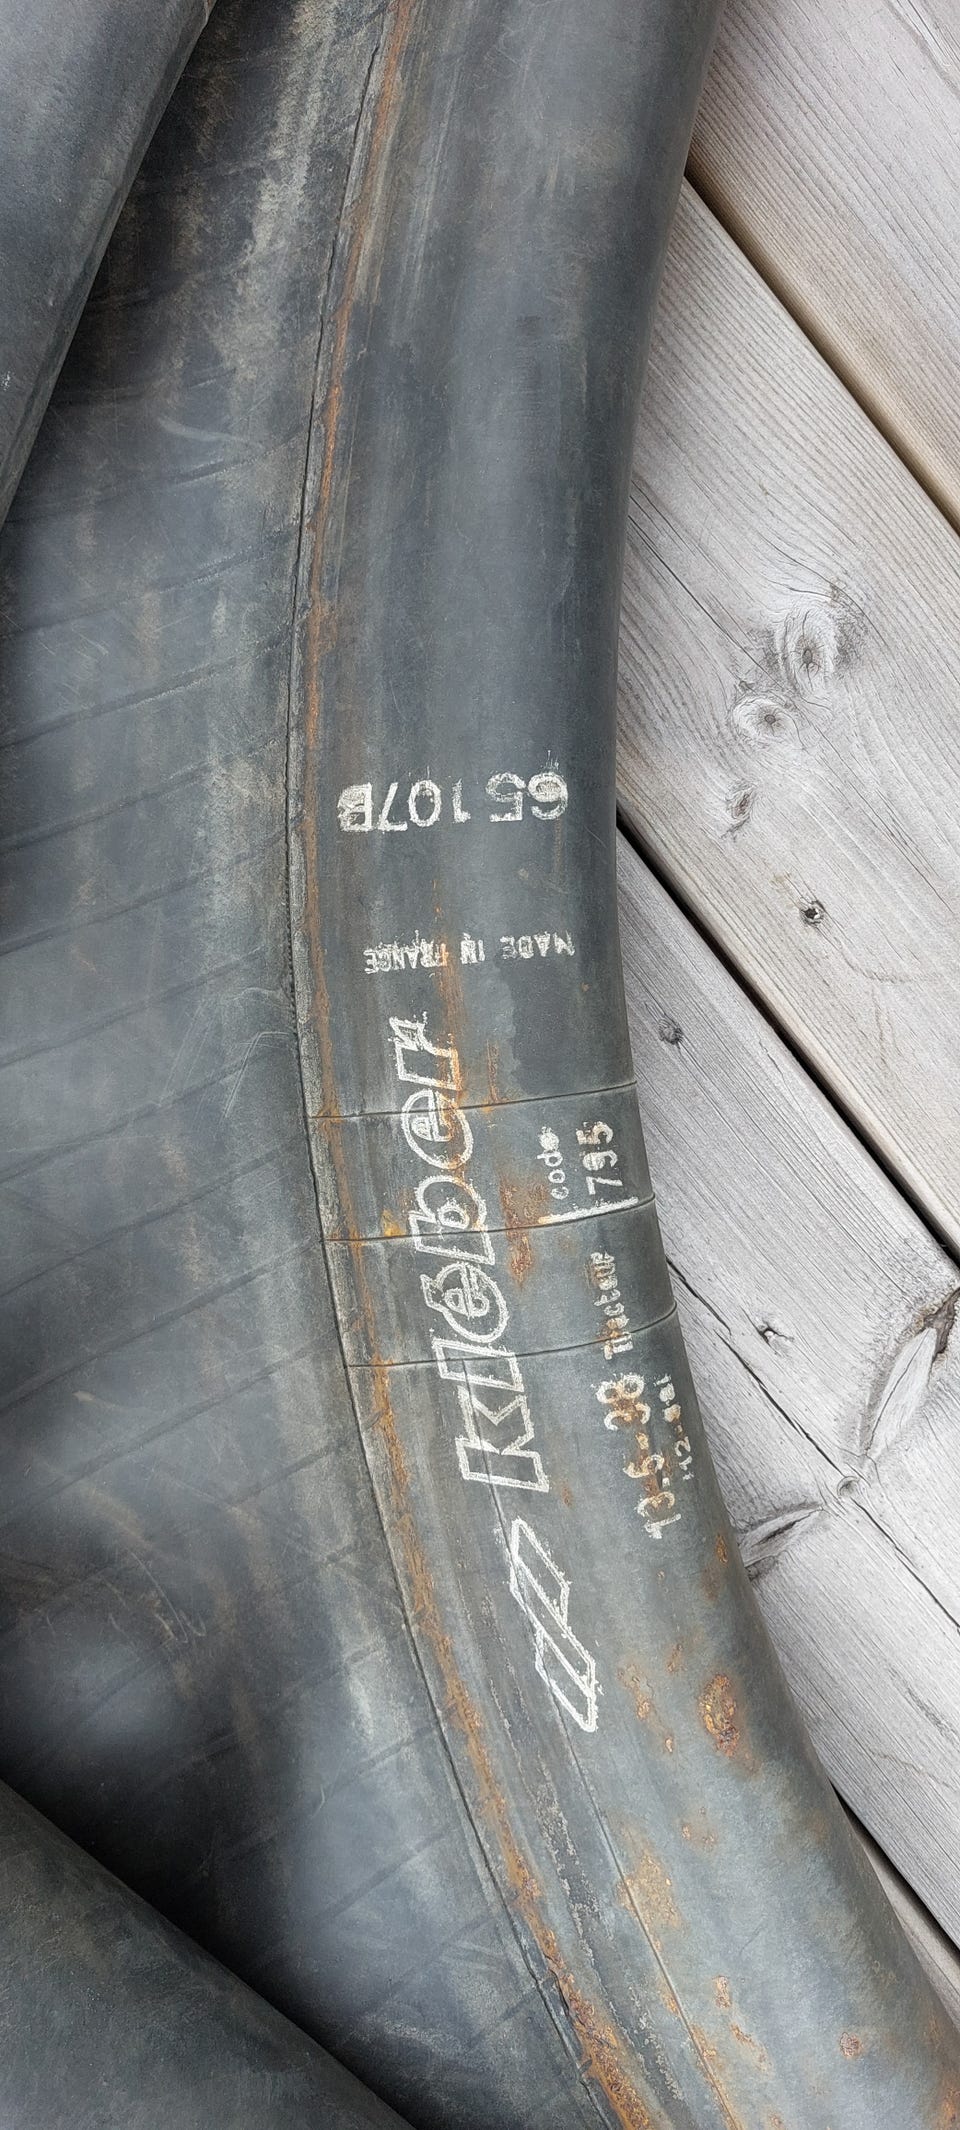 65 107B
MADE IN FRANCE
kléber
code
795
13.6-38 Tracteur